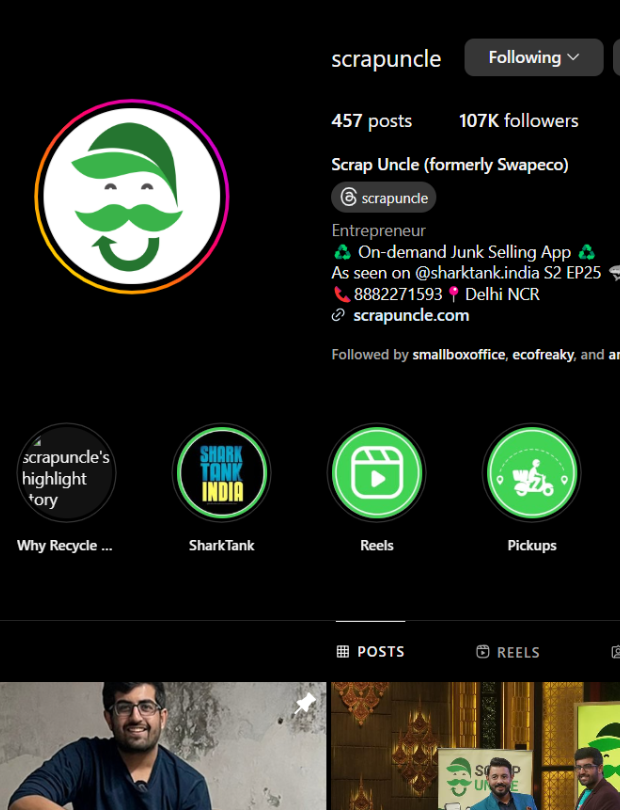 scrapuncle Following
457 posts 107K followers
Scrap Uncle (formerly Swapeco)
scrapuncle
Entrepreneur
♻️ On-demand Junk Selling App ♻️
As seen on @sharktank.india S2 EP25
📞8882271593📍Delhi NCR
scrapuncle.com
Followed by smallboxoffice, ecofreaky, and
scrapuncle's
highlight
SHARK
TANK
INDIA
Why Recycle ... SharkTank Reels Pickups
POSTS REELS
SCRAP
UNCLE